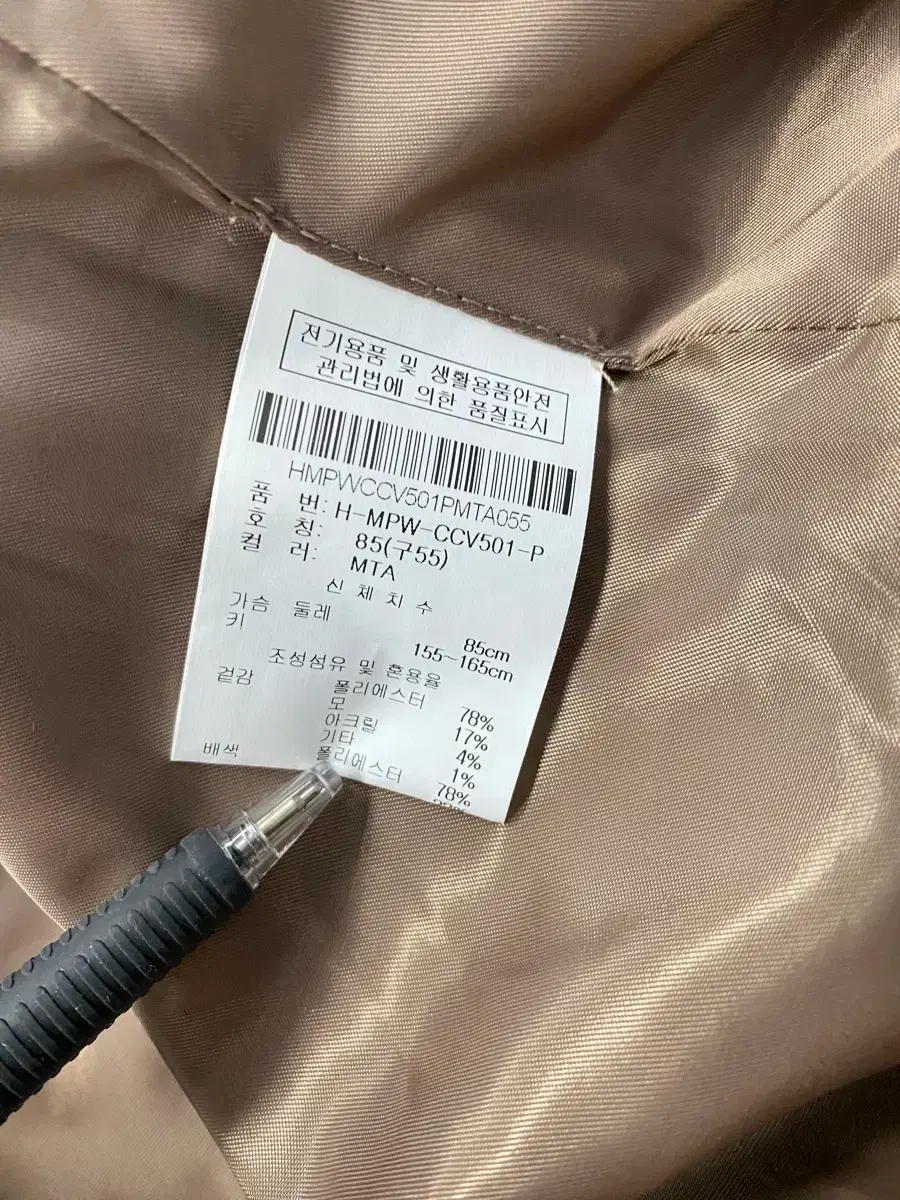 전기용품 및 생활용품안전
관리법에 의한 품질표시
HMPWCCV501PMTA055
품 번: H-MPW-CCV501-P
호 칭: 85(구55)
컬 러: MTA
신 체 치 수
가슴 둘레 85cm
키 155~165cm
조성섬유 및 혼용율
겉감 폴리에스터 78%
모 17%
아크릴 4%
기타 1%
배색 폴리에스터 78%